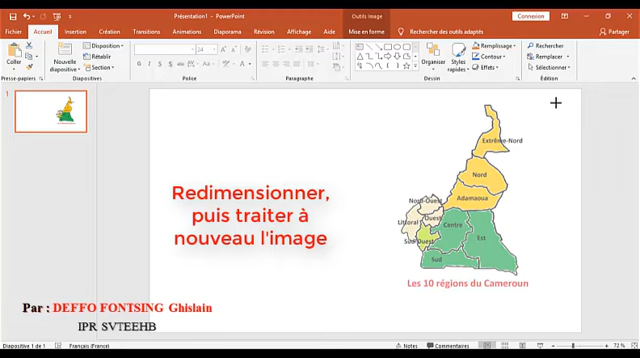 Présentation1 - PowerPoint
Outils Image
Connexion
Fichier Accueil Insertion Création Transitions Animations Diaporama Révision Affichage Mise en forme Rechercher des outils adaptés Partager
Coller
Nouvelle diapositive
Disposition
Rétablir
Section
24
Organiser
Styles rapides
Remplissage
Contour
Effets
Rechercher
Remplacer
Sélectionner
Presse-papiers
Diapositives
Police
Paragraphe
Dessin
Modification
1
Redimensionner,
puis traiter à
nouveau l'image
Extrême-Nord
Nord
Adamaoua
Nord-Ouest
Ouest
Littoral
Centre
Est
Sud-Ouest
Sud
Les 10 régions du Cameroun
Par : DEFFO FONTSING Ghislain
IPR SVTEEHB
Diapositive 1 de 1
Français (France)
Notes
Commentaires
72 %